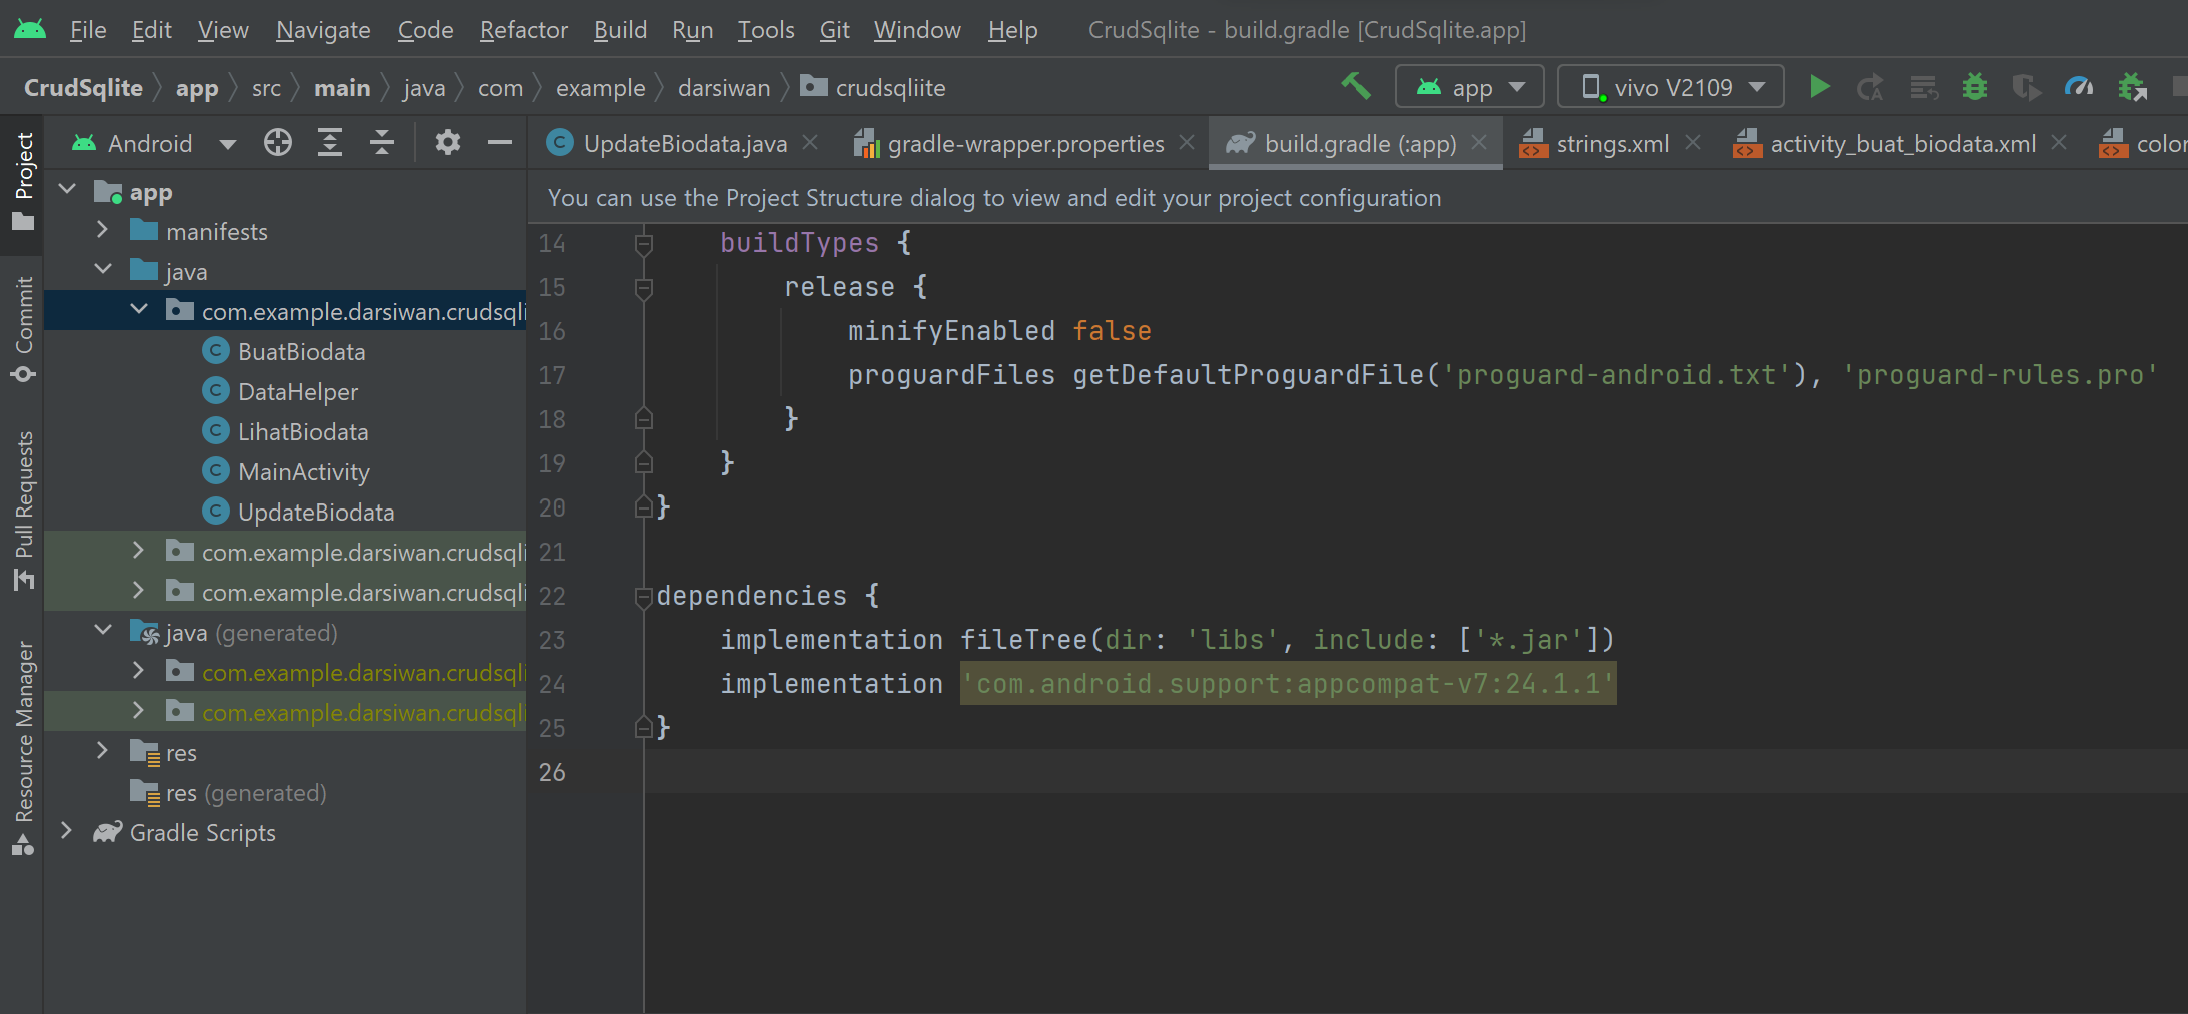 File Edit View Navigate Code Refactor Build Run Tools Git Window Help CrudSqlite - build.gradle [CrudSqlite.app]
CrudSqlite app src main java com example darsiwan crudsqliite app vivo V2109
Project
Commit
Pull Requests
Resource Manager
Android
app
manifests
java
com.example.darsiwan.crudsqli
BuatBiodata
DataHelper
LihatBiodata
MainActivity
UpdateBiodata
com.example.darsiwan.crudsqli
com.example.darsiwan.crudsqli
java (generated)
com.example.darsiwan.crudsqli
com.example.darsiwan.crudsqli
res
res (generated)
Gradle Scripts
UpdateBiodata.java gradle-wrapper.properties build.gradle (:app) strings.xml activity_buat_biodata.xml color
You can use the Project Structure dialog to view and edit your project configuration
14 buildTypes {
15 release {
16 minifyEnabled false
17 proguardFiles getDefaultProguardFile('proguard-android.txt'), 'proguard-rules.pro'
18 }
19 }
20 }
21
22 dependencies {
23 implementation fileTree(dir: 'libs', include: ['*.jar'])
24 implementation 'com.android.support:appcompat-v7:24.1.1'
25 }
26